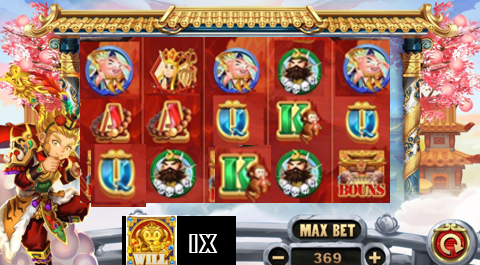 A A Q K Q
Q K BOUNS
WILL IX
MAX BET
− 369 +